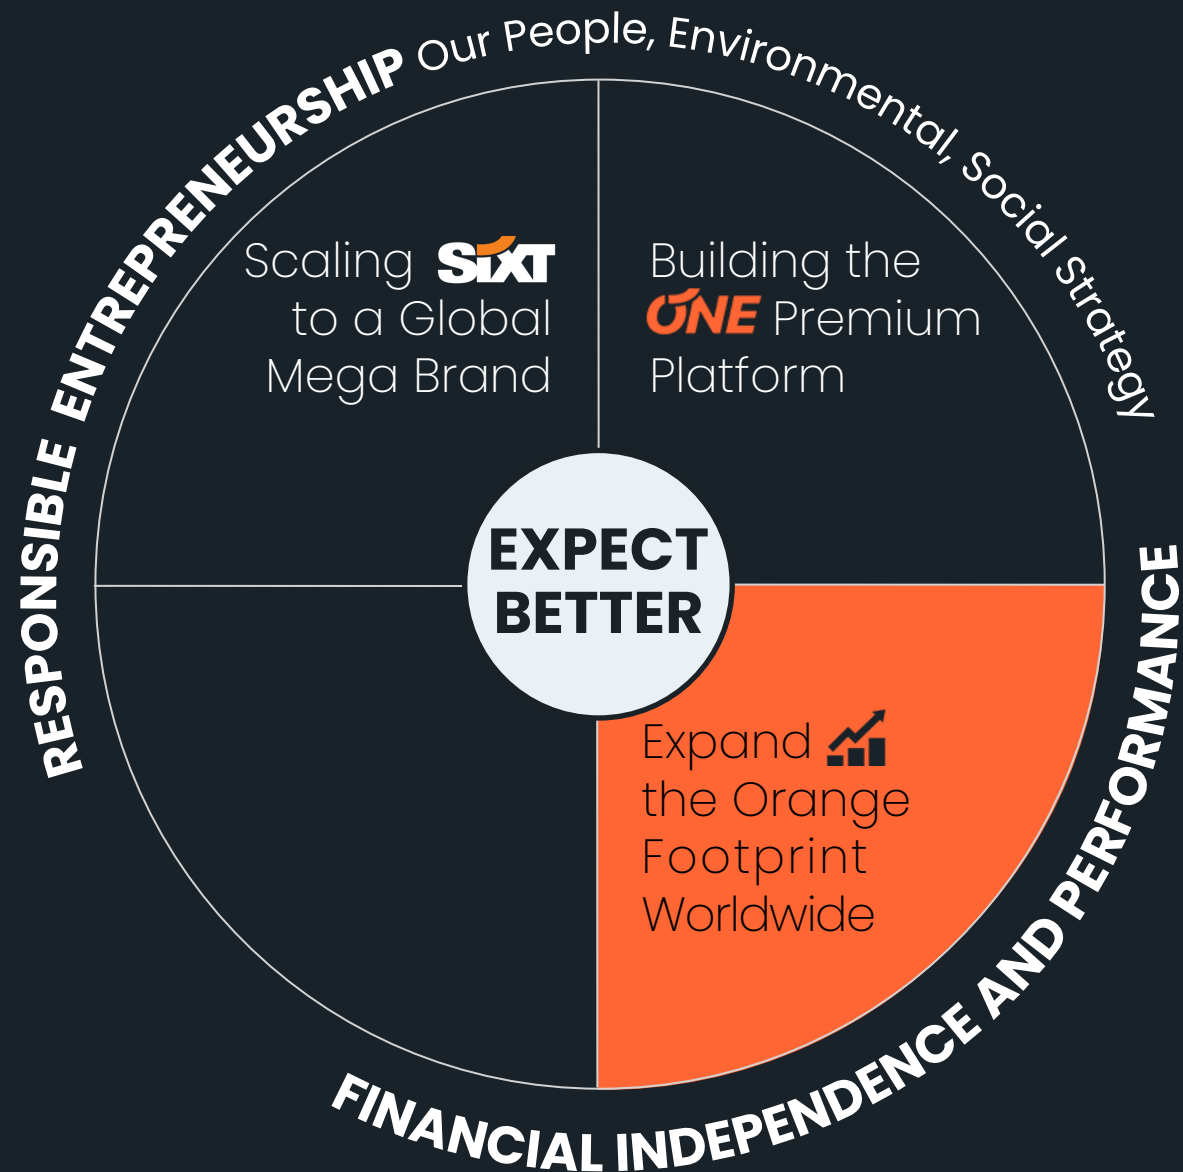 RESPONSIBLE ENTREPRENEURSHIP Our People, Environmental, Social Strategy
Scaling SIXT
to a Global
Mega Brand
Building the
ONE Premium
Platform
EXPECT
BETTER
Expand
the Orange
Footprint
Worldwide
FINANCIAL INDEPENDENCE AND PERFORMANCE